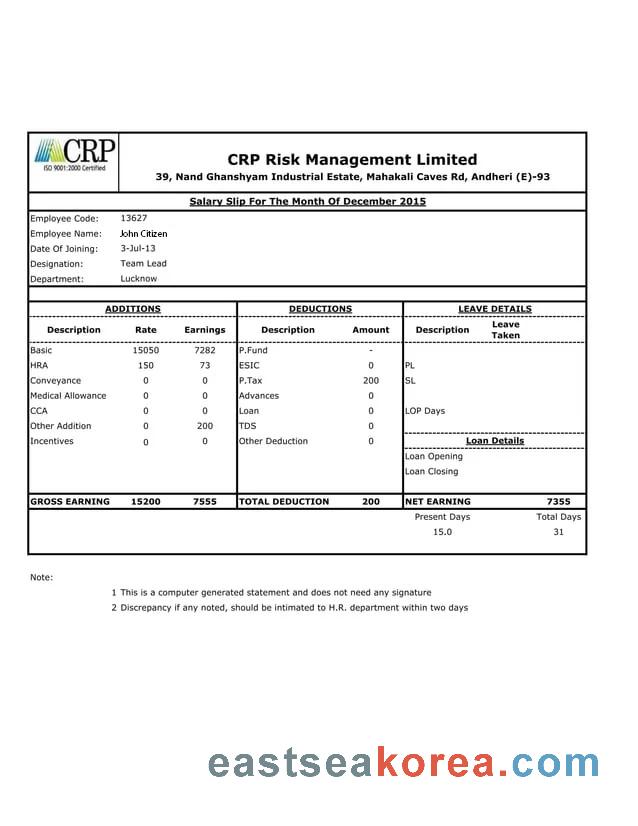 CRP
ISO 9001:2000 Certified
CRP Risk Management Limited
39, Nand Ghanshyam Industrial Estate, Mahakali Caves Rd, Andheri (E)-93
Salary Slip For The Month Of December 2015
Employee Code: 13627
Employee Name: John Citizen
Date Of Joining: 3-Jul-13
Designation: Team Lead
Department: Lucknow
ADDITIONS DEDUCTIONS LEAVE DETAILS
Description Rate Earnings Description Amount Description Leave Taken
Basic 15050 7282 P.Fund -
HRA 150 73 ESIC 0 PL
Conveyance 0 0 P.Tax 200 SL
Medical Allowance 0 0 Advances 0
CCA 0 0 Loan 0 LOP Days
Other Addition 0 200 TDS 0
Incentives 0 0 Other Deduction 0 Loan Details
Loan Opening
Loan Closing
GROSS EARNING 15200 7555 TOTAL DEDUCTION 200 NET EARNING 7355
Present Days Total Days
15.0 31
Note:
1 This is a computer generated statement and does not need any signature
2 Discrepancy if any noted, should be intimated to H.R. department within two days
eastseakorea.com